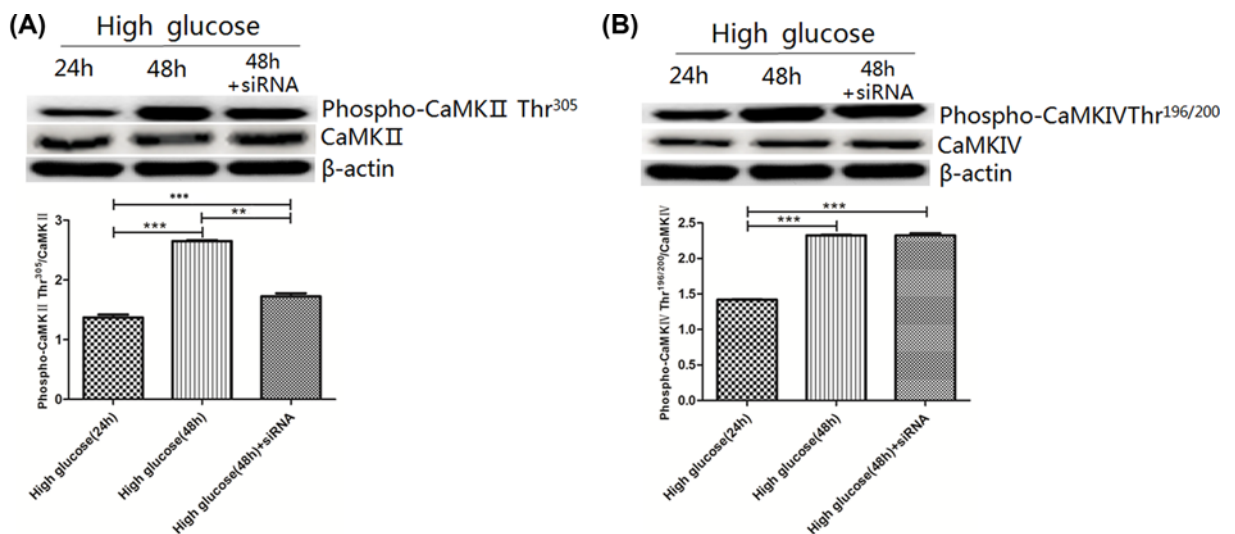 (A)
High glucose
24h 48h 48h
+siRNA
Phospho-CaMKⅡ Thr³⁰⁵
CaMKⅡ
β-actin
***
*** **
Phospho-CaMKⅡ Thr³⁰⁵/CaMKⅡ
3
2
1
0
High glucose(24h)
High glucose(48h)
High glucose(48h)+siRNA
(B)
High glucose
24h 48h 48h
+siRNA
Phospho-CaMKIVThr¹⁹⁶/²⁰⁰
CaMKIV
β-actin
***
***
Phospho-CaMKⅣ Thr¹⁹⁶/²⁰⁰/CaMKⅣ
2.5
2.0
1.5
1.0
0.5
0.0
High glucose(24h)
High glucose(48h)
High glucose(48h)+siRNA